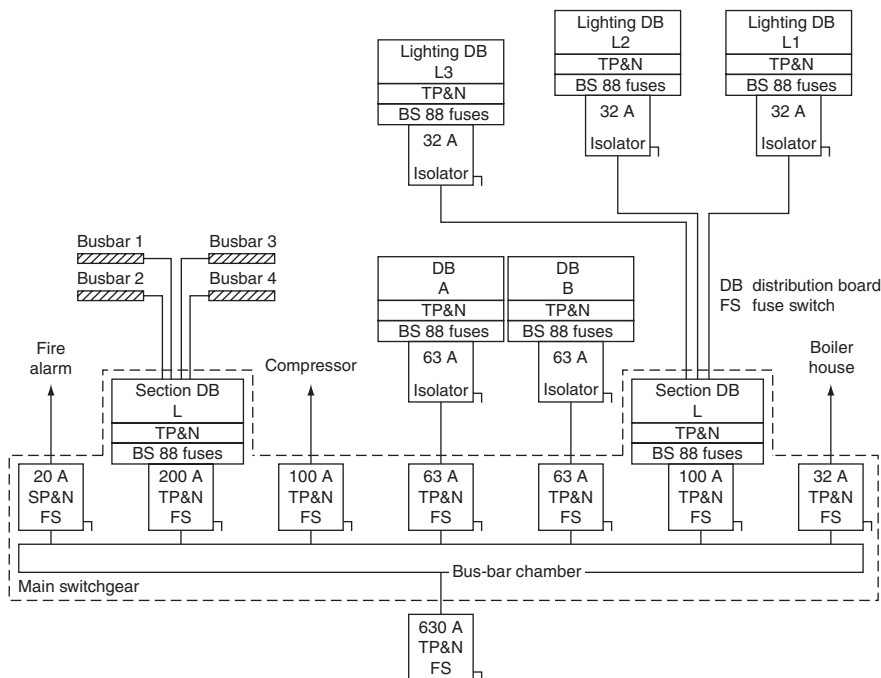 Lighting DB
L3
TP&N
BS 88 fuses
32 A
Isolator
Lighting DB
L2
TP&N
BS 88 fuses
32 A
Isolator
Lighting DB
L1
TP&N
BS 88 fuses
32 A
Isolator
Busbar 1
Busbar 3
Busbar 2
Busbar 4
DB
A
TP&N
BS 88 fuses
63 A
Isolator
DB
B
TP&N
BS 88 fuses
63 A
Isolator
DB distribution board
FS fuse switch
Fire
alarm
Section DB
L
TP&N
BS 88 fuses
Compressor
Section DB
L
TP&N
BS 88 fuses
Boiler
house
20 A
SP&N
FS
200 A
TP&N
FS
100 A
TP&N
FS
63 A
TP&N
FS
63 A
TP&N
FS
100 A
TP&N
FS
32 A
TP&N
FS
Bus-bar chamber
Main switchgear
630 A
TP&N
FS